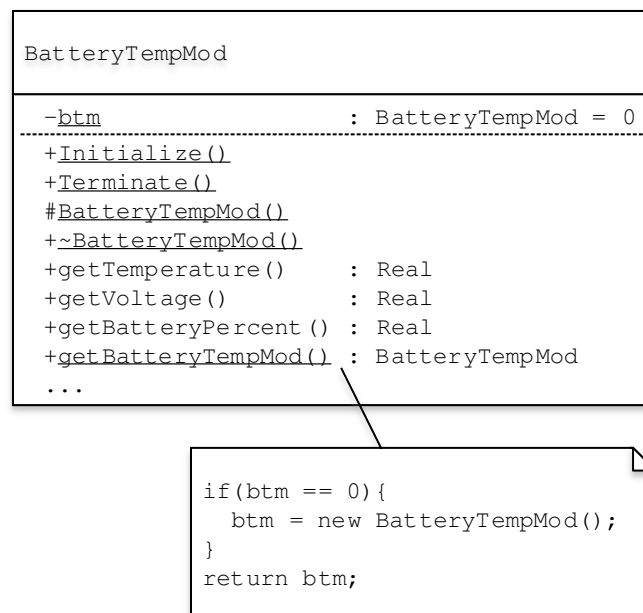 BatteryTempMod
-btm : BatteryTempMod = 0
+Initialize()
+Terminate()
#BatteryTempMod()
+~BatteryTempMod()
+getTemperature() : Real
+getVoltage() : Real
+getBatteryPercent() : Real
+getBatteryTempMod() : BatteryTempMod
...
if(btm == 0){
btm = new BatteryTempMod();
}
return btm;